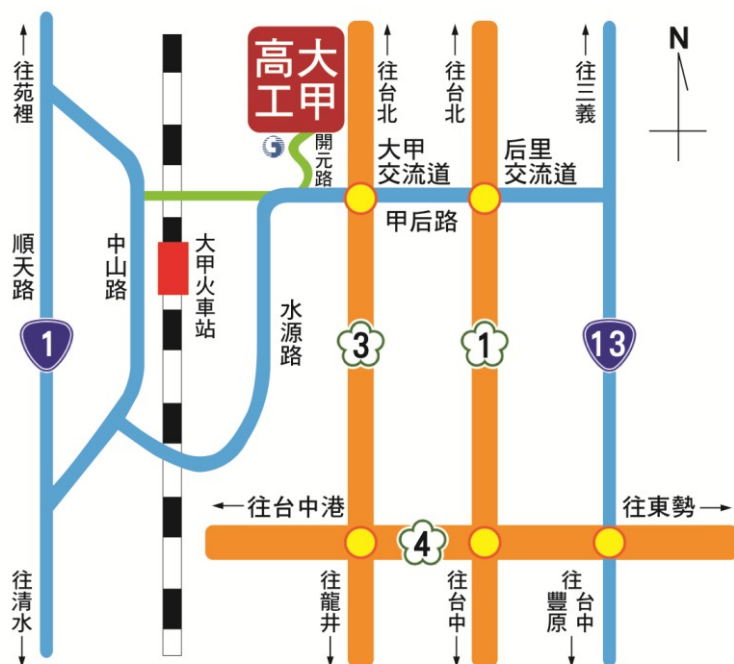 往苑裡
高大
工甲
開元路
往台北
往台北
往三義
N
大甲
交流道
后里
交流道
甲后路
順天路
中山路
大甲火車站
水源路
1
3
1
13
往台中港
4
往東勢
往清水
往龍井
往台中
往台中
豐原